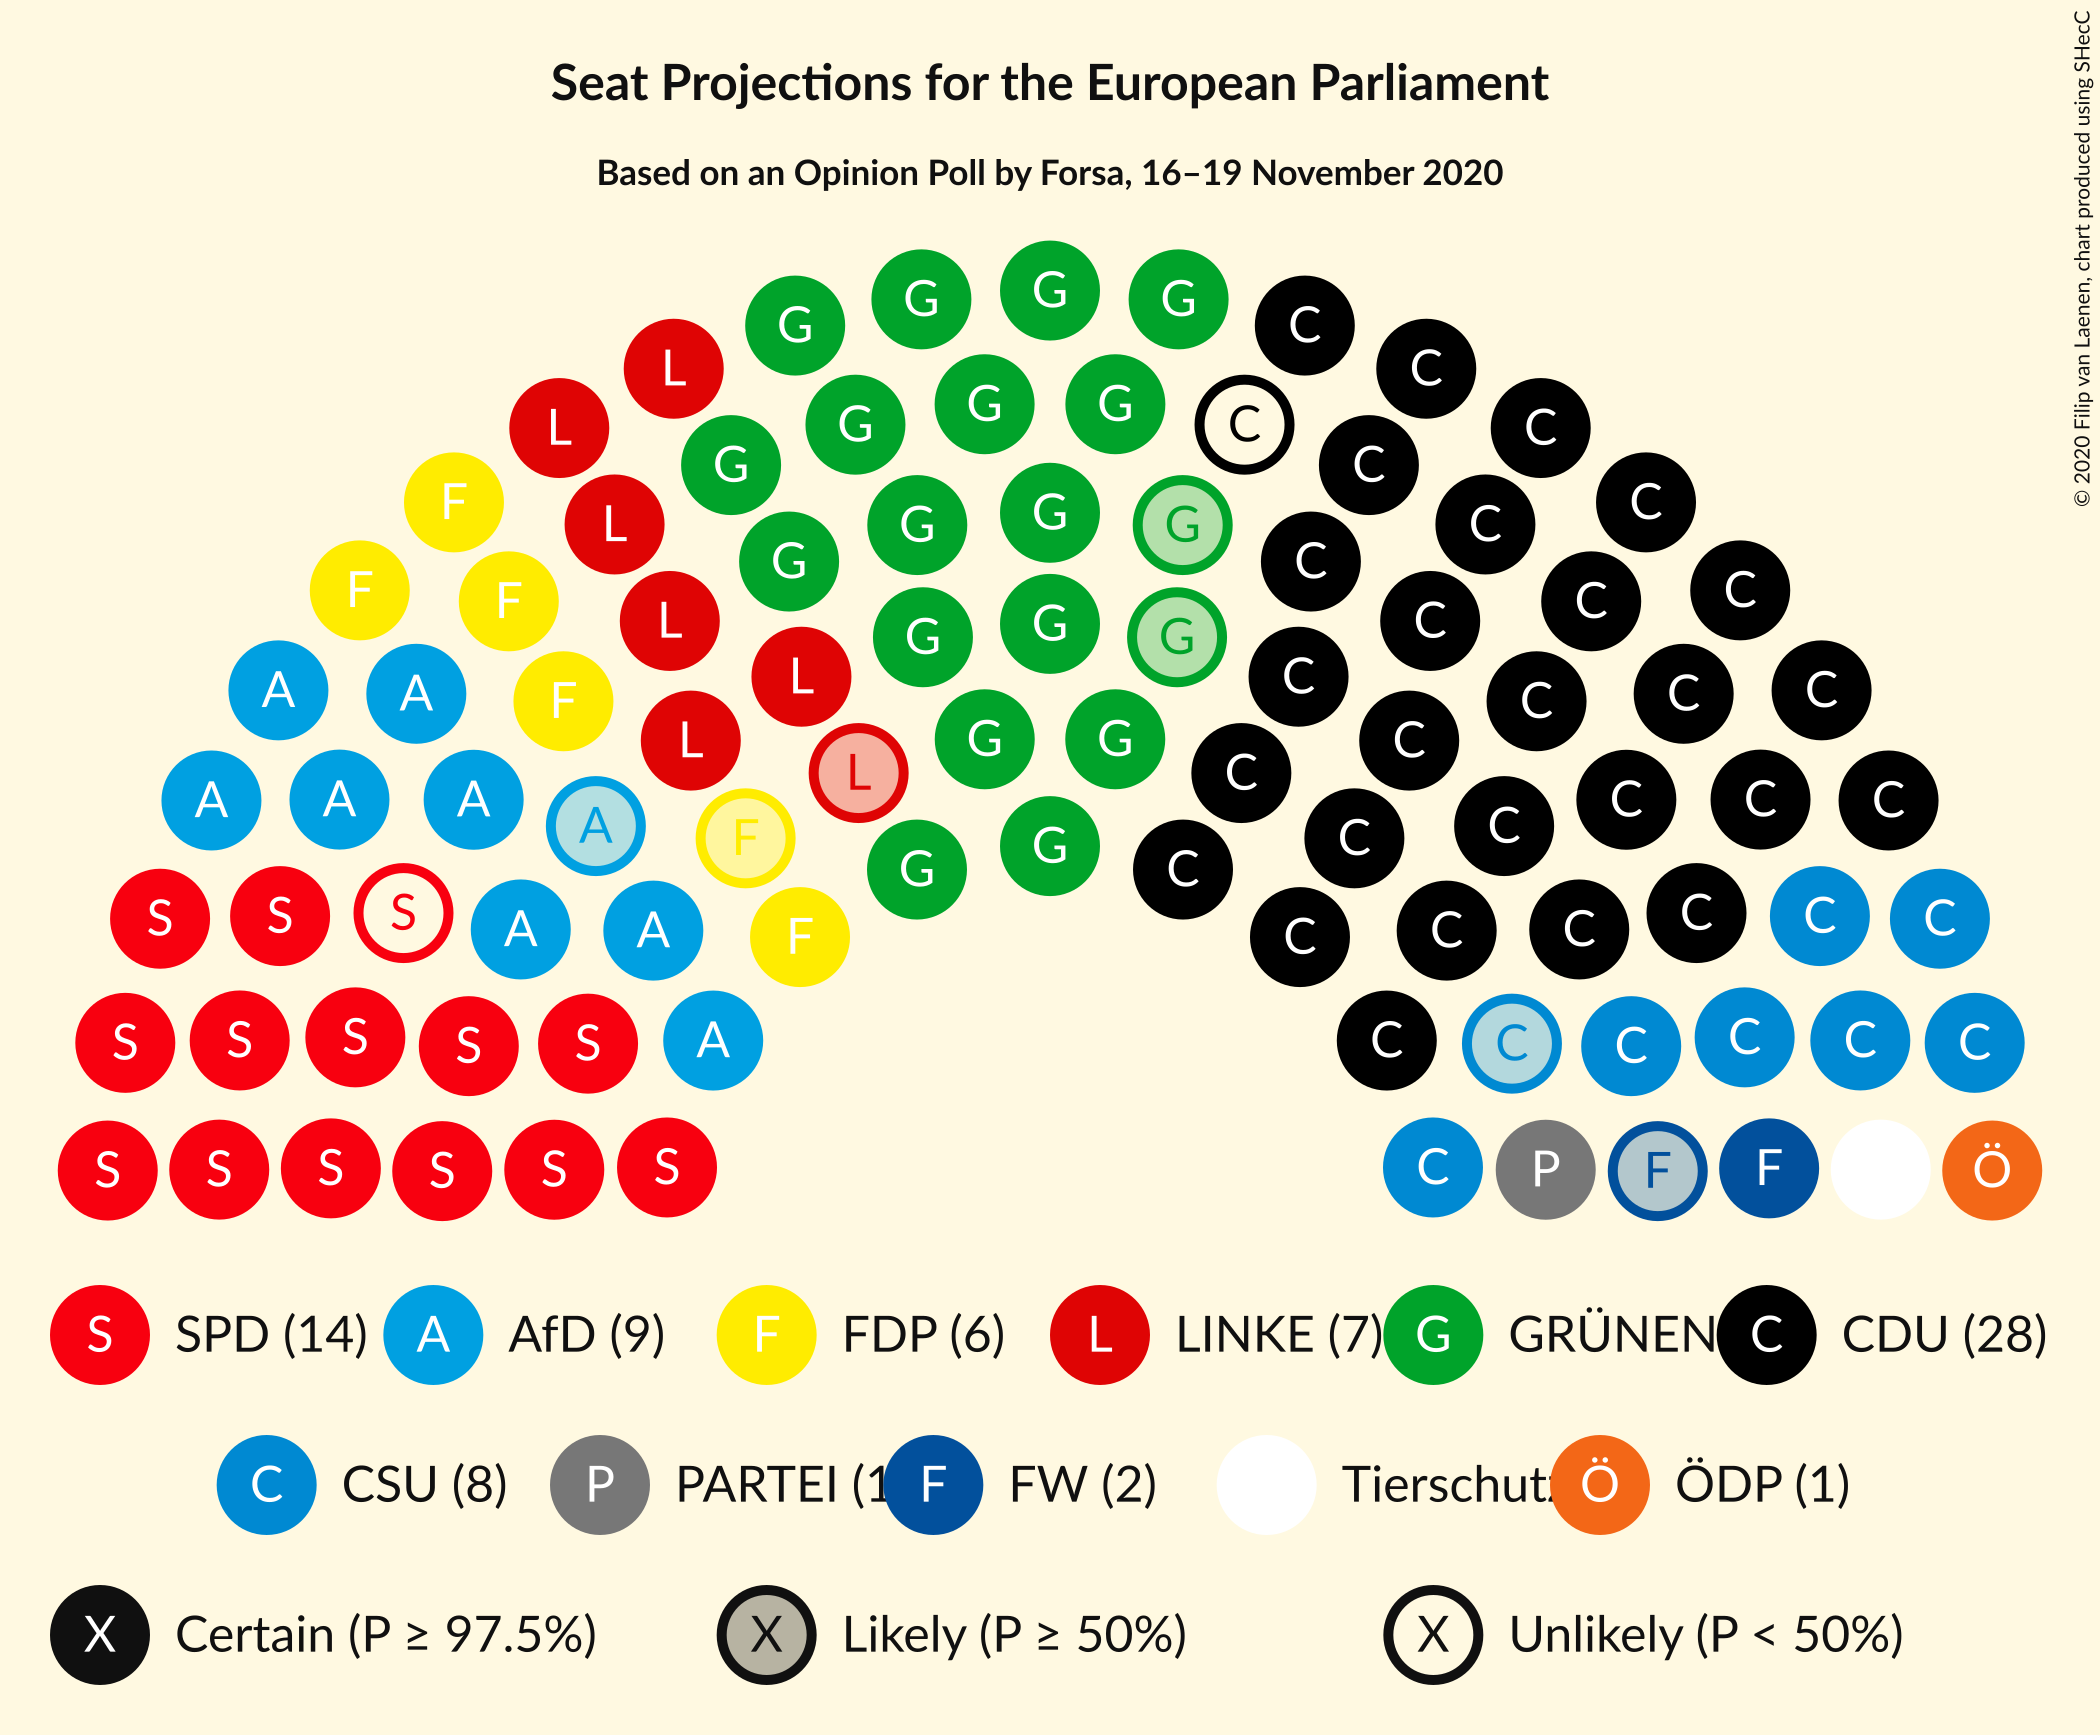 Seat Projections for the European Parliament
Based on an Opinion Poll by Forsa, 16–19 November 2020
© 2020 Filip van Laenen, chart produced using SHecC
G G G G C C
L G G G G C C C
L F L G G G G C C C
F F L G G G G C C C C
A A F L L G G C C C C C
A A A A F L G G C C C C C C
S S S A A F C C C C C C
S S S S S A C C C C C C
S S S S S S C P F F Ö
S SPD (14) A AfD (9) F FDP (6) L LINKE (7) G GRÜNEN C CDU (28)
C CSU (8) P PARTEI (1 F FW (2) Tierschutz Ö ÖDP (1)
X Certain (P ≥ 97.5%) X Likely (P ≥ 50%) X Unlikely (P < 50%)